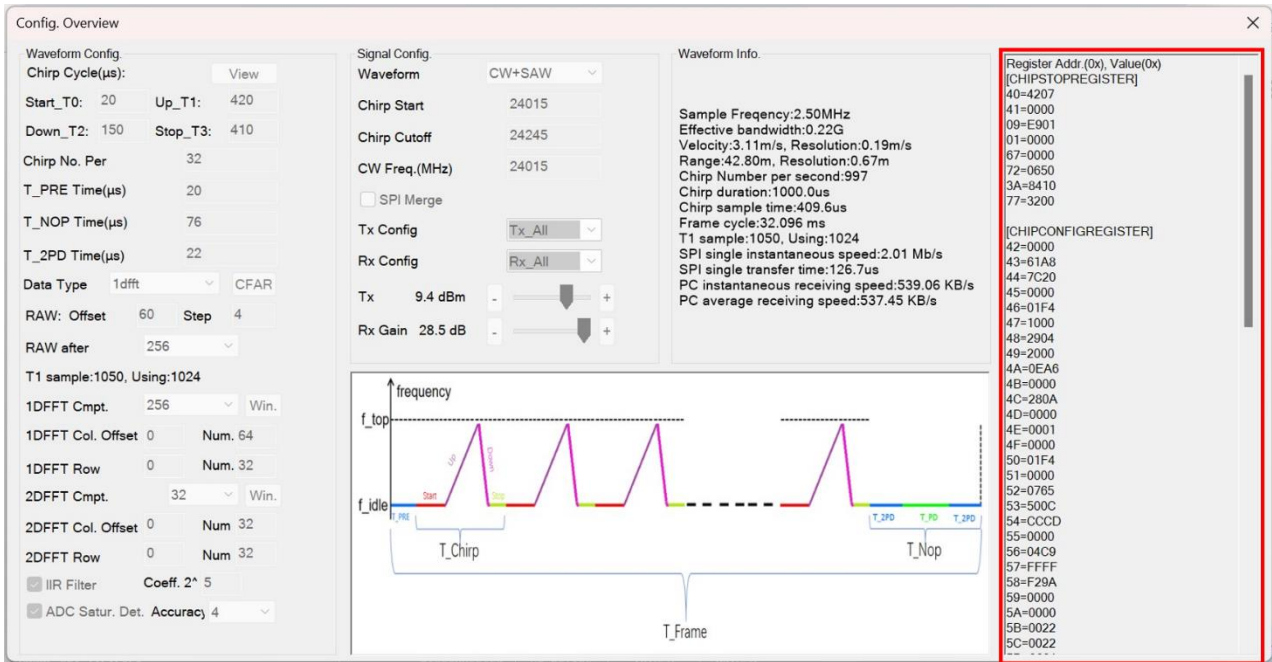 Config. Overview
Waveform Config.
Chirp Cycle(μs): View
Start_T0: 20 Up_T1: 420
Down_T2: 150 Stop_T3: 410
Chirp No. Per 32
T_PRE Time(μs) 20
T_NOP Time(μs) 76
T_2PD Time(μs) 22
Data Type 1dfft CFAR
RAW: Offset 60 Step 4
RAW after 256
T1 sample:1050, Using:1024
1DFFT Cmpt. 256 Win.
1DFFT Col. Offset 0 Num. 64
1DFFT Row 0 Num. 32
2DFFT Cmpt. 32 Win.
2DFFT Col. Offset 0 Num 32
2DFFT Row 0 Num 32
IIR Filter Coeff. 2^ 5
ADC Satur. Det. Accuracy 4
Signal Config.
Waveform CW+SAW
Chirp Start 24015
Chirp Cutoff 24245
CW Freq.(MHz) 24015
SPI Merge
Tx Config Tx_All
Rx Config Rx_All
Tx 9.4 dBm - +
Rx Gain 28.5 dB - +
Waveform Info.
Sample Freqency:2.50MHz
Effective bandwidth:0.22G
Velocity:3.11m/s, Resolution:0.19m/s
Range:42.80m, Resolution:0.67m
Chirp Number per second:997
Chirp duration:1000.0us
Chirp sample time:409.6us
Frame cycle:32.096 ms
T1 sample:1050, Using:1024
SPI single instantaneous speed:2.01 Mb/s
SPI single transfer time:126.7us
PC instantaneous receiving speed:539.06 KB/s
PC average receiving speed:537.45 KB/s
frequency
f_top
Up Down
f_idle
T_PRE Start Stop T_2PD T_PD T_2PD
T_Chirp T_Nop
T_Frame
Register Addr.(0x), Value(0x)
[CHIPSTOPREGISTER]
40=4207
41=0000
09=E901
01=0000
67=0000
72=0650
3A=8410
77=3200
[CHIPCONFIGREGISTER]
42=0000
43=61A8
44=7C20
45=0000
46=01F4
47=1000
48=2904
49=2000
4A=0EA6
4B=0000
4C=280A
4D=0000
4E=0001
4F=0000
50=01F4
51=0000
52=0765
53=500C
54=CCCD
55=0000
56=04C9
57=FFFF
58=F29A
59=0000
5A=0000
5B=0022
5C=0022